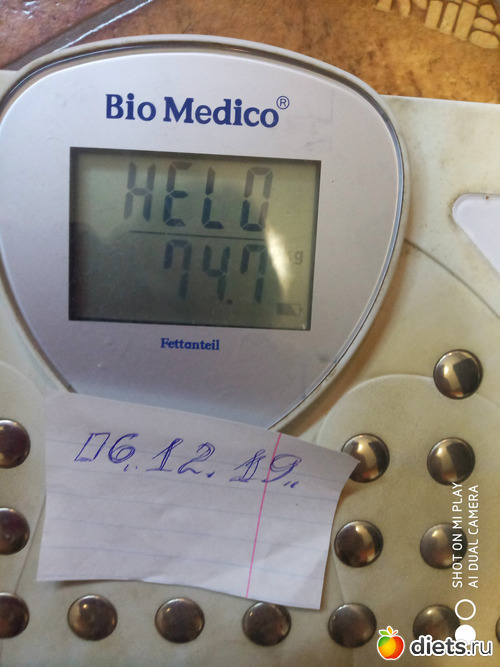 Bio Medico®
HELO
74.7 kg
Fettanteil
06.12.19
SHOT ON MI PLAY
AI DUAL CAMERA
diets.ru